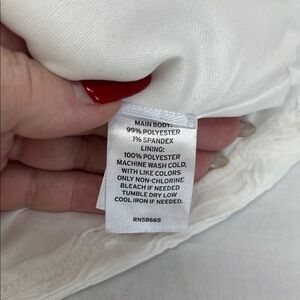 MAIN BODY:
99% POLYESTER
1% SPANDEX
LINING:
100% POLYESTER
MACHINE WASH COLD,
WITH LIKE COLORS
ONLY NON-CHLORINE
BLEACH IF NEEDED
TUMBLE DRY LOW
COOL IRON IF NEEDED.
RN58665